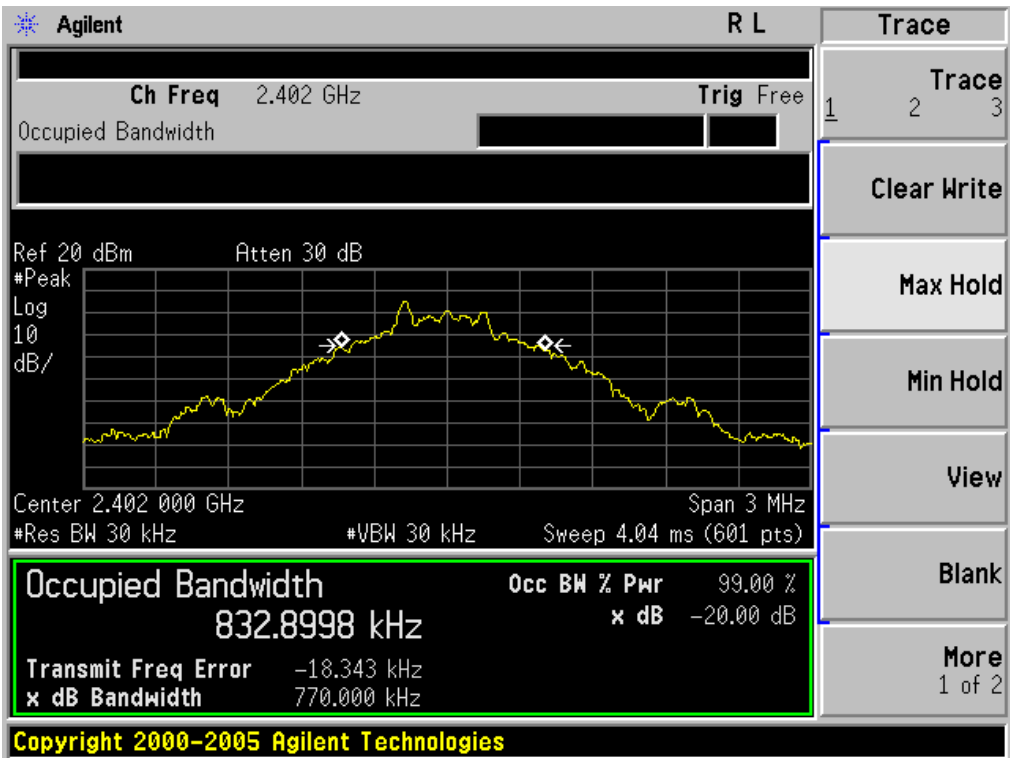 Agilent R L Trace
Ch Freq 2.402 GHz Trig Free
Occupied Bandwidth
Trace
1 2 3
Clear Write
Max Hold
Min Hold
View
Blank
More
1 of 2
Ref 20 dBm Atten 30 dB
#Peak
Log
10
dB/
Center 2.402 000 GHz Span 3 MHz
#Res BW 30 kHz #VBW 30 kHz Sweep 4.04 ms (601 pts)
Occupied Bandwidth Occ BW % Pwr 99.00 %
832.8998 kHz x dB -20.00 dB
Transmit Freq Error -18.343 kHz
x dB Bandwidth 770.000 kHz
Copyright 2000-2005 Agilent Technologies